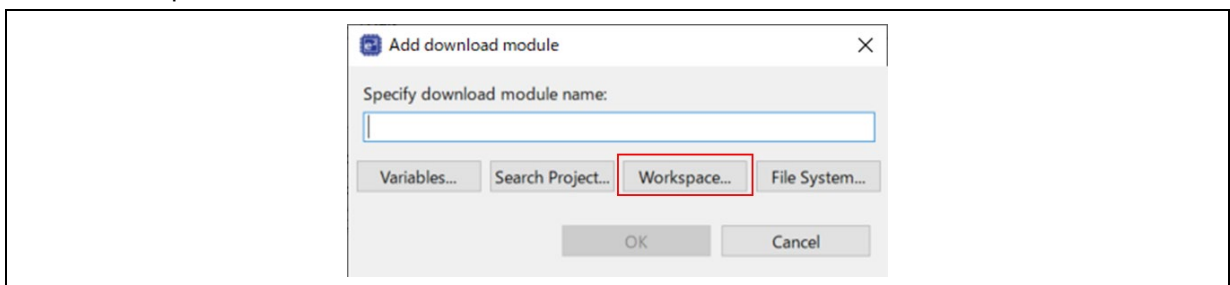 Add download module
Specify download module name:
Variables... Search Project... Workspace... File System...
OK Cancel